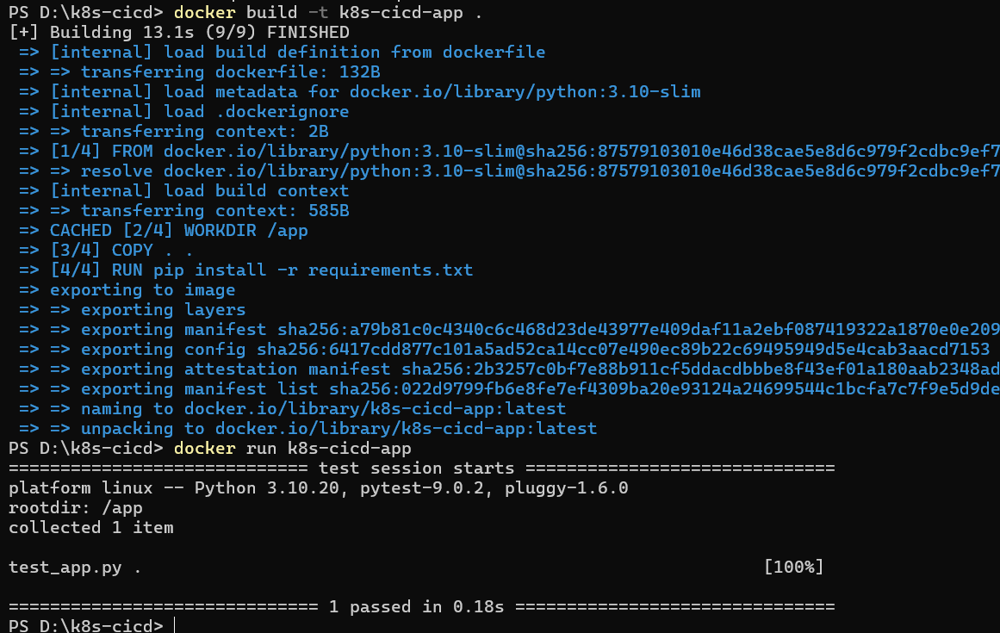 PS D:\k8s-cicd> docker build -t k8s-cicd-app .
[+] Building 13.1s (9/9) FINISHED
=> [internal] load build definition from dockerfile
=> => transferring dockerfile: 132B
=> [internal] load metadata for docker.io/library/python:3.10-slim
=> [internal] load .dockerignore
=> => transferring context: 2B
=> [1/4] FROM docker.io/library/python:3.10-slim@sha256:87579103010e46d38cae5e8d6c979f2cdbc9ef7
=> => resolve docker.io/library/python:3.10-slim@sha256:87579103010e46d38cae5e8d6c979f2cdbc9ef7
=> [internal] load build context
=> => transferring context: 585B
=> CACHED [2/4] WORKDIR /app
=> [3/4] COPY . .
=> [4/4] RUN pip install -r requirements.txt
=> exporting to image
=> => exporting layers
=> => exporting manifest sha256:a79b81c0c4340c6c468d23de43977e409daf11a2ebf087419322a1870e0e209
=> => exporting config sha256:6417cdd877c101a5ad52ca14cc07e490ec89b22c69495949d5e4cab3aacd7153
=> => exporting attestation manifest sha256:2b3257c0bf7e88b911cf5ddacdbbbe8f43ef01a180aab2348ad
=> => exporting manifest list sha256:022d9799fb6e8fe7ef4309ba20e93124a24699544c1bcfa7c7f9e5d9de
=> => naming to docker.io/library/k8s-cicd-app:latest
=> => unpacking to docker.io/library/k8s-cicd-app:latest
PS D:\k8s-cicd> docker run k8s-cicd-app
============================= test session starts ==============================
platform linux -- Python 3.10.20, pytest-9.0.2, pluggy-1.6.0
rootdir: /app
collected 1 item
test_app.py . [100%]
============================== 1 passed in 0.18s ===============================
PS D:\k8s-cicd>